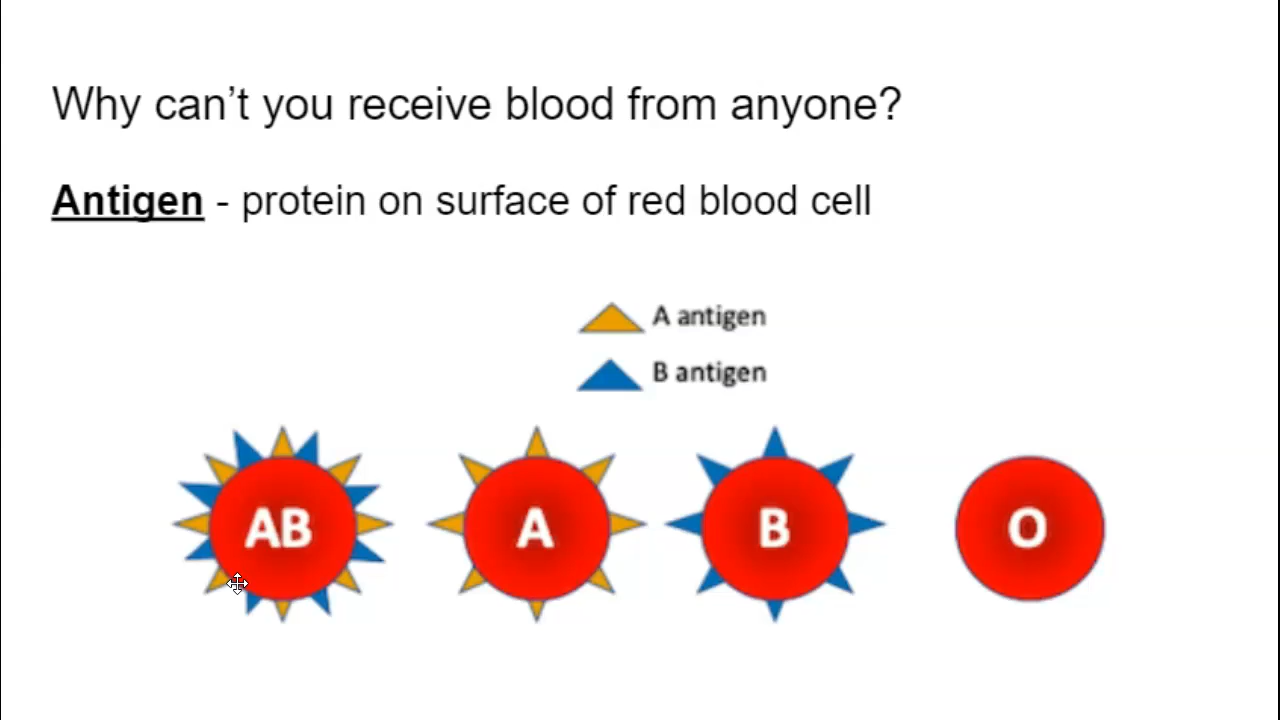 Why can’t you receive blood from anyone?
Antigen - protein on surface of red blood cell
A antigen
B antigen
AB
A
B
O